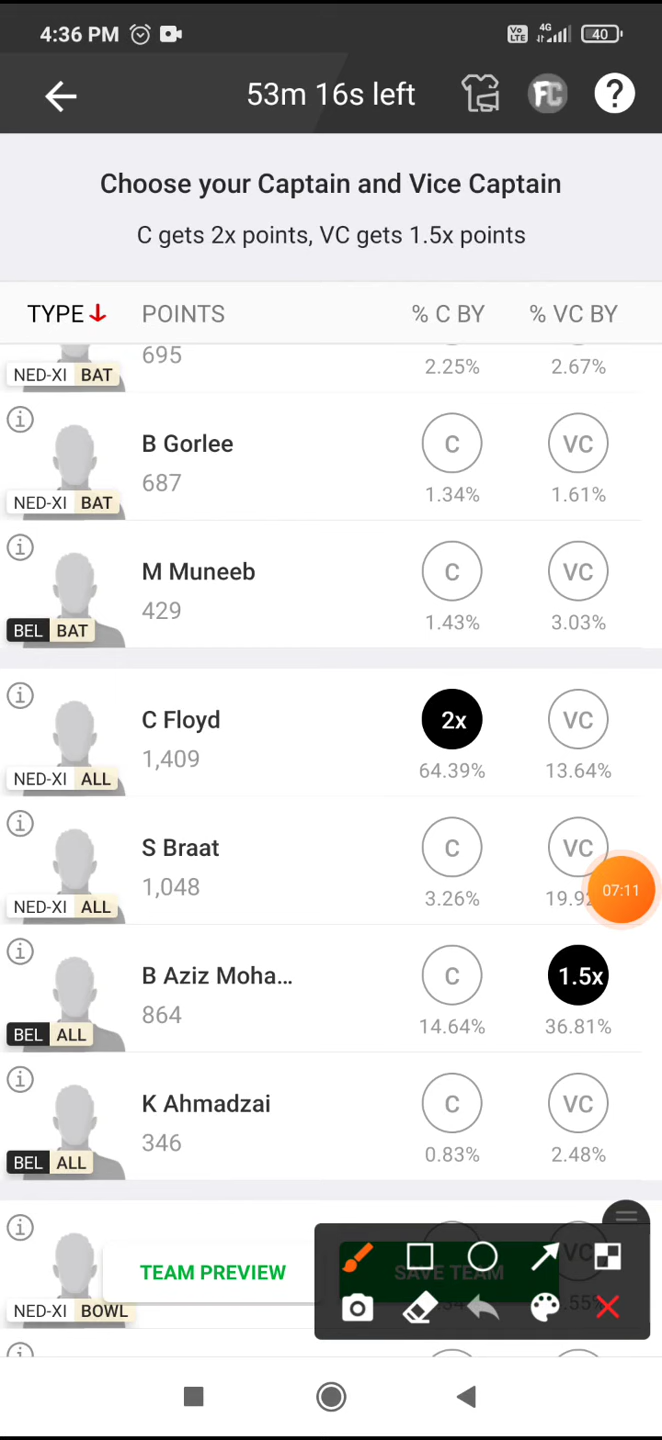 4:36 PM
Vo LTE 4G 40
53m 16s left FC ?
Choose your Captain and Vice Captain
C gets 2x points, VC gets 1.5x points
TYPE POINTS % C BY % VC BY
695 2.25% 2.67%
NED-XI BAT
B Gorlee C VC
687 1.34% 1.61%
NED-XI BAT
M Muneeb C VC
429 1.43% 3.03%
BEL BAT
C Floyd 2x VC
1,409 64.39% 13.64%
NED-XI ALL
S Braat C VC
1,048 3.26% 19.9
07:11
NED-XI ALL
B Aziz Moha... C 1.5x
864 14.64% 36.81%
BEL ALL
K Ahmadzai C VC
346 0.83% 2.48%
BEL ALL
VC
TEAM PREVIEW SAVE TEAM
NED-XI BOWL